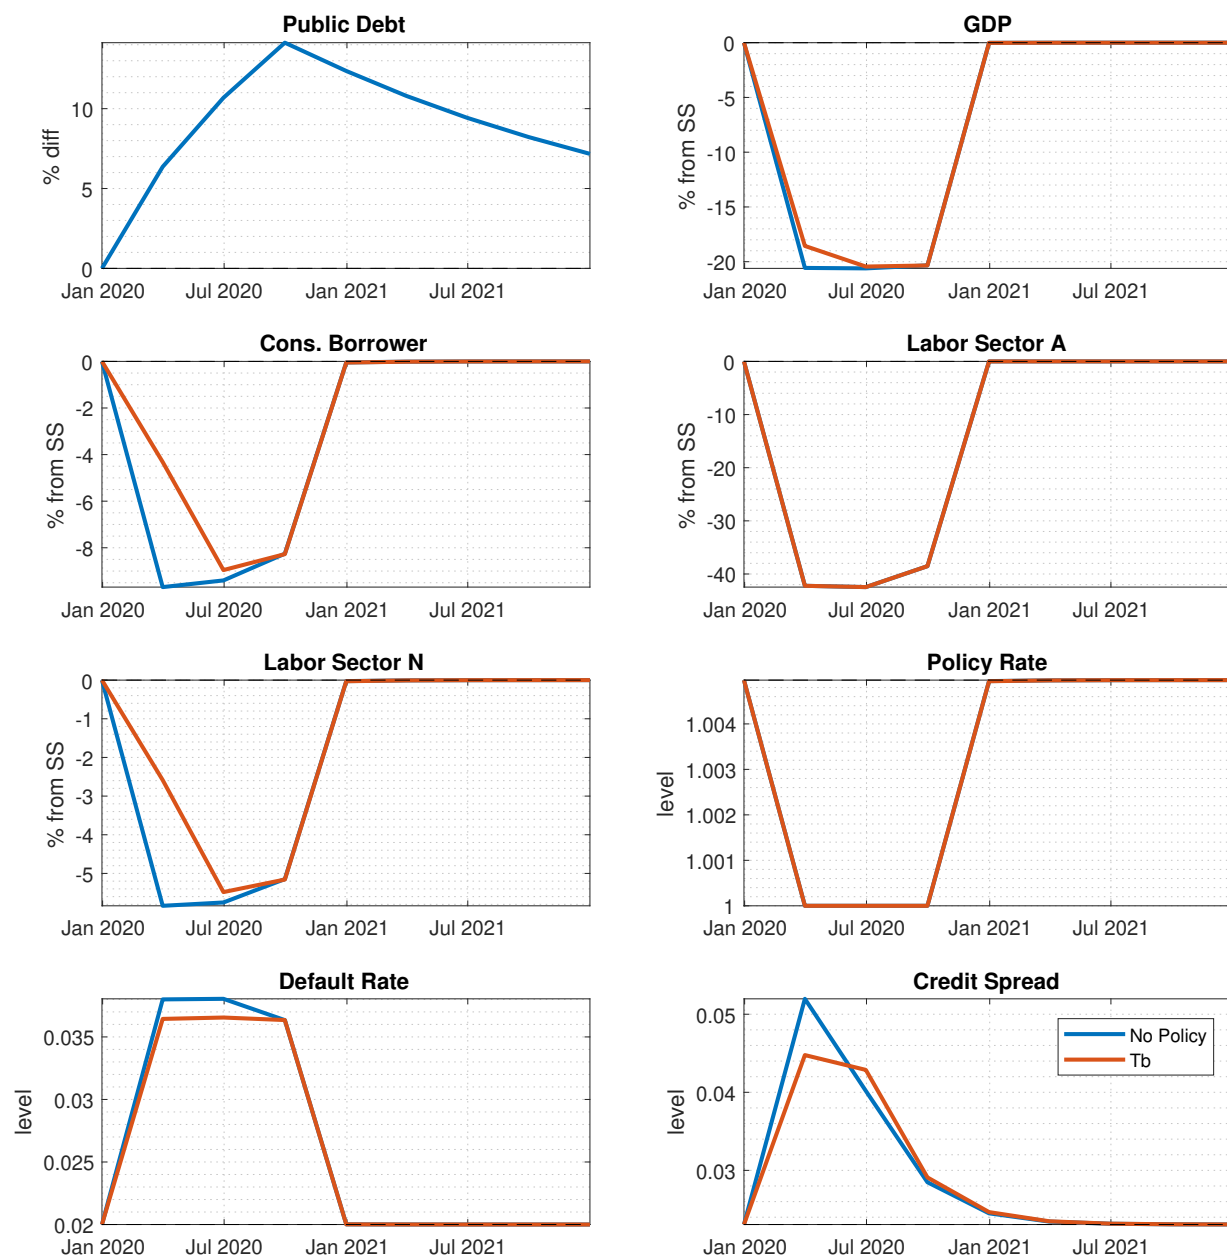 Public Debt
10
5
0
% diff
Jan 2020 Jul 2020 Jan 2021 Jul 2021
GDP
0
-5
-10
-15
-20
% from SS
Jan 2020 Jul 2020 Jan 2021 Jul 2021
Cons. Borrower
0
-2
-4
-6
-8
% from SS
Jan 2020 Jul 2020 Jan 2021 Jul 2021
Labor Sector A
0
-10
-20
-30
-40
% from SS
Jan 2020 Jul 2020 Jan 2021 Jul 2021
Labor Sector N
0
-1
-2
-3
-4
-5
% from SS
Jan 2020 Jul 2020 Jan 2021 Jul 2021
Policy Rate
1.004
1.003
1.002
1.001
1
level
Jan 2020 Jul 2020 Jan 2021 Jul 2021
Default Rate
0.035
0.03
0.025
0.02
level
Jan 2020 Jul 2020 Jan 2021 Jul 2021
Credit Spread
0.05
0.04
0.03
level
No Policy
Tb
Jan 2020 Jul 2020 Jan 2021 Jul 2021